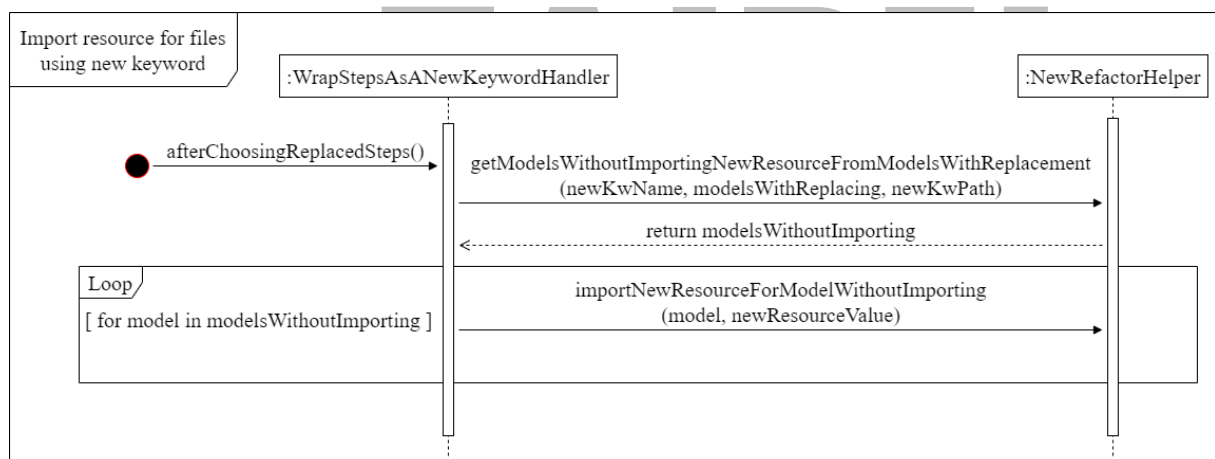 Import resource for files
using new keyword
:WrapStepsAsANewKeywordHandler
:NewRefactorHelper
afterChoosingReplacedSteps()
getModelsWithoutImportingNewResourceFromModelsWithReplacement
(newKwName, modelsWithReplacing, newKwPath)
return modelsWithoutImporting
Loop
[ for model in modelsWithoutImporting ]
importNewResourceForModelWithoutImporting
(model, newResourceValue)